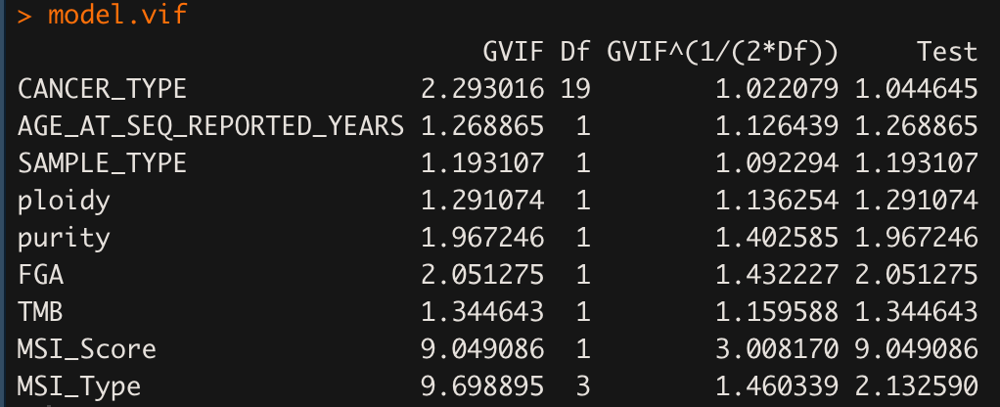 > model.vif
GVIF Df GVIF^(1/(2*Df)) Test
CANCER_TYPE 2.293016 19 1.022079 1.044645
AGE_AT_SEQ_REPORTED_YEARS 1.268865 1 1.126439 1.268865
SAMPLE_TYPE 1.193107 1 1.092294 1.193107
ploidy 1.291074 1 1.136254 1.291074
purity 1.967246 1 1.402585 1.967246
FGA 2.051275 1 1.432227 2.051275
TMB 1.344643 1 1.159588 1.344643
MSI_Score 9.049086 1 3.008170 9.049086
MSI_Type 9.698895 3 1.460339 2.132590